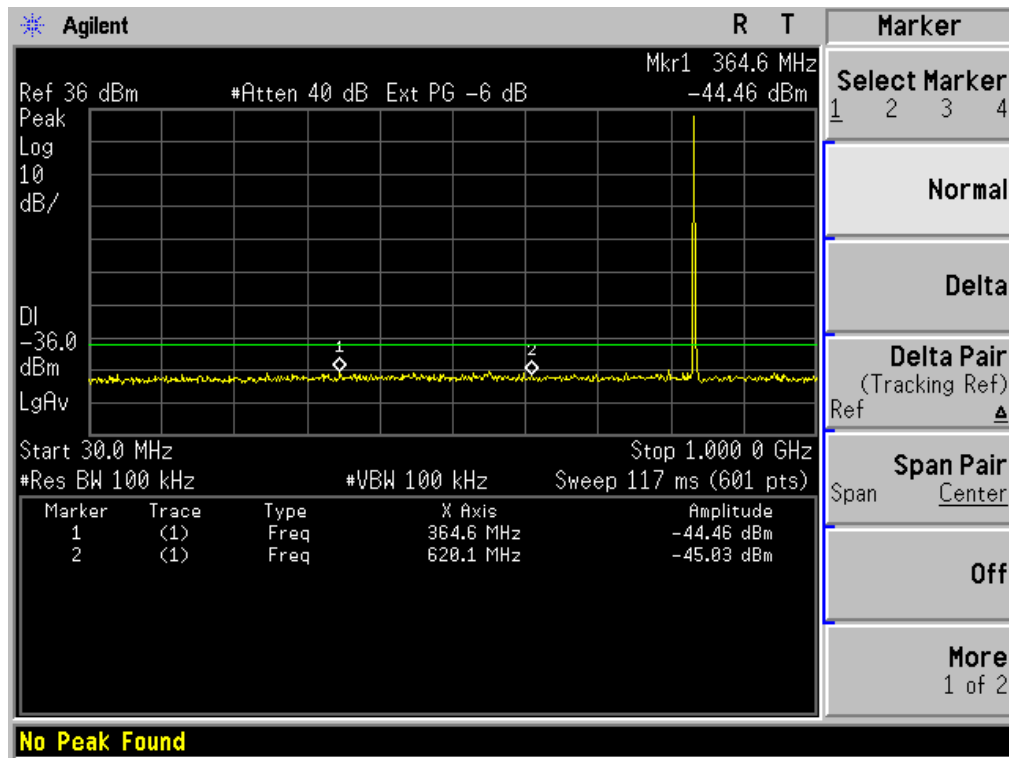 Agilent R T
Mkr1 364.6 MHz
Ref 36 dBm #Atten 40 dB Ext PG -6 dB -44.46 dBm
Peak
Log
10
dB/
DI
-36.0
dBm
LgAv
1
2
Start 30.0 MHz Stop 1.000 0 GHz
#Res BW 100 kHz #VBW 100 kHz Sweep 117 ms (601 pts)
Marker Trace Type X Axis Amplitude
1 (1) Freq 364.6 MHz -44.46 dBm
2 (1) Freq 620.1 MHz -45.03 dBm
No Peak Found
Marker
Select Marker
1 2 3 4
Normal
Delta
Delta Pair
(Tracking Ref)
Ref Δ
Span Pair
Span Center
Off
More
1 of 2